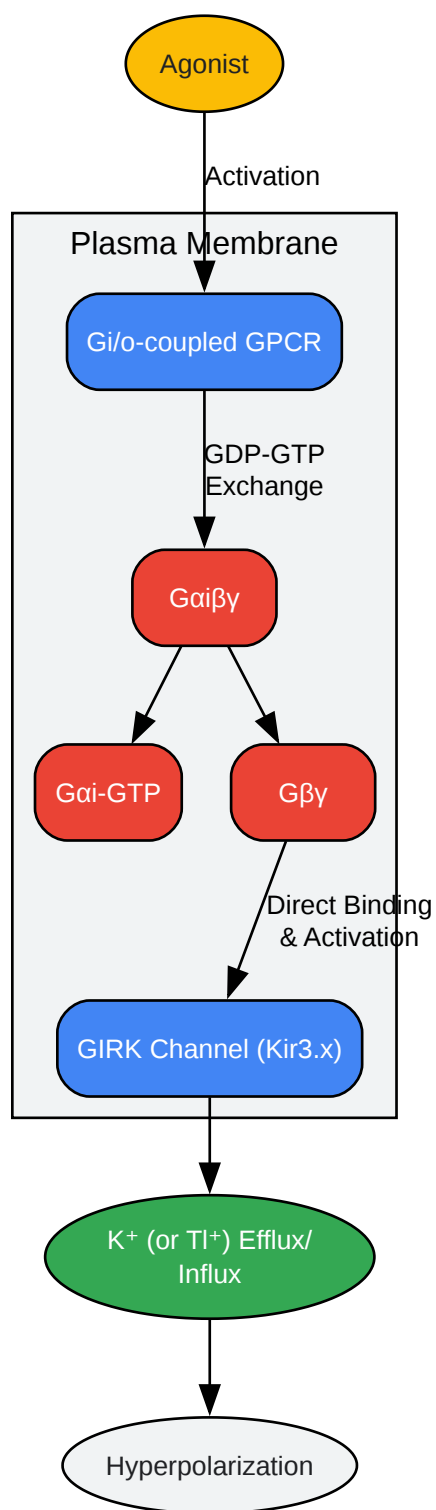 Agonist
Activation
Plasma Membrane
Gi/o-coupled GPCR
GDP-GTP
Exchange
Gαiβγ
Gαi-GTP
Gβγ
Direct Binding
& Activation
GIRK Channel (Kir3.x)
K⁺ (or Tl⁺) Efflux/
Influx
Hyperpolarization